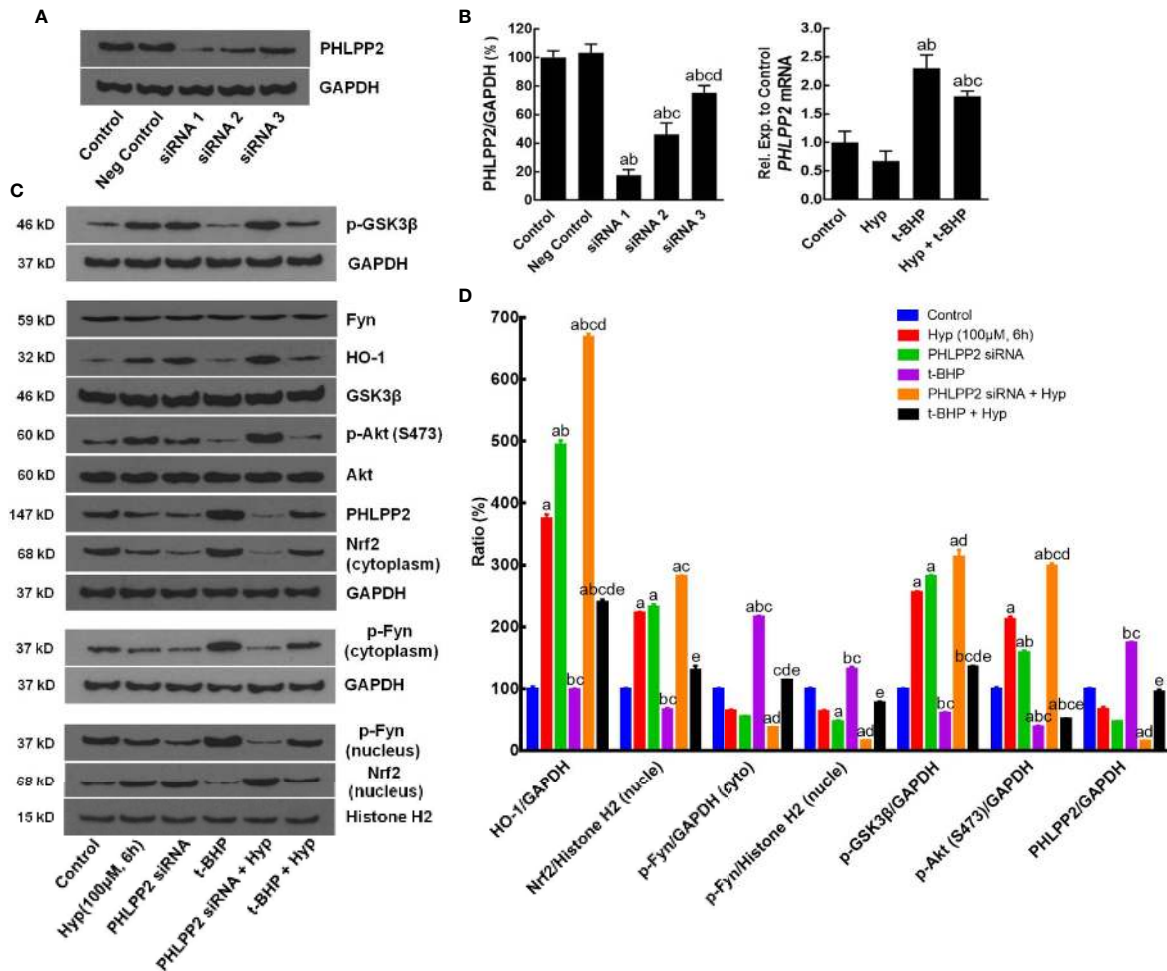 A
PHLPP2
GAPDH
Control
Neg Control
siRNA 1
siRNA 2
siRNA 3
B
PHLPP2/GAPDH (%)
120
100
80
60
40
20
0
ab
abc
abcd
Control
Neg Control
siRNA 1
siRNA 2
siRNA 3
Rel. Exp. to Control
PHLPP2 mRNA
3.0
2.5
2.0
1.5
1.0
0.5
0.0
ab
abc
Control
Hyp
t-BHP
Hyp + t-BHP
C
46 kD p-GSK3β
37 kD GAPDH
59 kD Fyn
32 kD HO-1
46 kD GSK3β
60 kD p-Akt (S473)
60 kD Akt
147 kD PHLPP2
68 kD Nrf2
(cytoplasm)
37 kD GAPDH
37 kD p-Fyn
(cytoplasm)
37 kD GAPDH
37 kD p-Fyn
(nucleus)
68 kD Nrf2
(nucleus)
15 kD Histone H2
Control
Hyp(100μM, 6h)
PHLPP2 siRNA
t-BHP
PHLPP2 siRNA + Hyp
t-BHP + Hyp
D
Control
Hyp (100μM, 6h)
PHLPP2 siRNA
t-BHP
PHLPP2 siRNA + Hyp
t-BHP + Hyp
Ratio (%)
700
600
500
400
300
200
100
0
a
ab
bc
abcd
abcde
a
a
bc
ac
e
abc
ad
cde
a
bc
ad
e
a
a
bc
ad
bcde
a
ab
abc
abcd
abce
bc
ad
e
HO-1/GAPDH
Nrf2/Histone H2 (nucle)
p-Fyn/GAPDH (cyto)
p-Fyn/Histone H2 (nucle)
p-GSK3β/GAPDH
p-Akt (S473)/GAPDH
PHLPP2/GAPDH